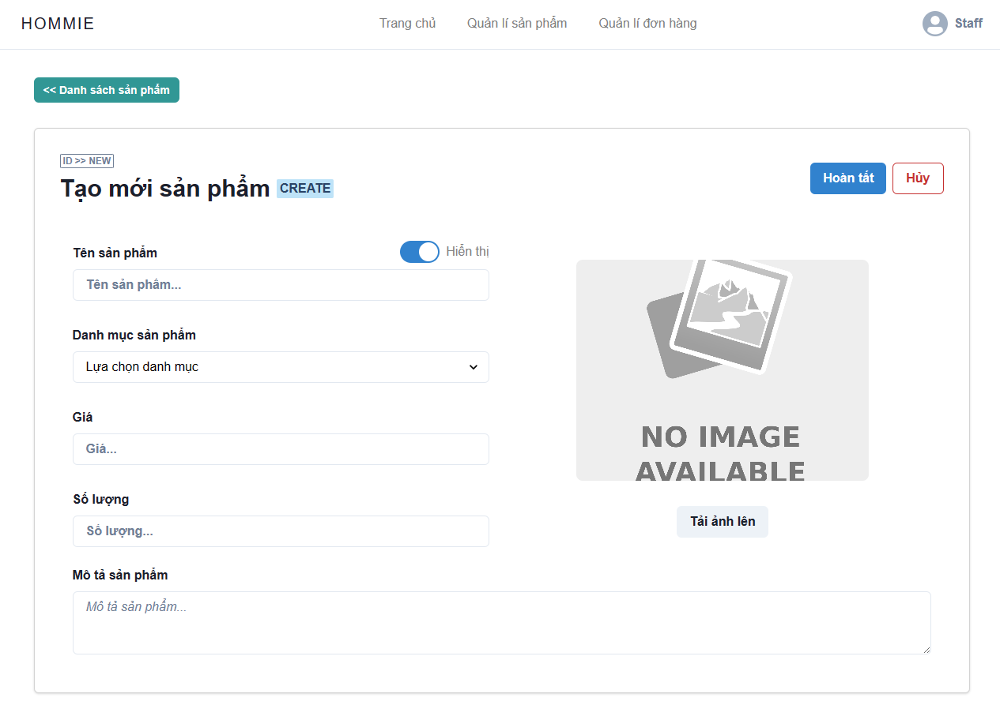 HOMMIE
Trang chủ
Quản lí sản phẩm
Quản lí đơn hàng
Staff
<< Danh sách sản phẩm
ID >> NEW
Tạo mới sản phẩm CREATE
Hoàn tất
Hủy
Tên sản phẩm
Hiển thị
Tên sản phâm...
Danh mục sản phẩm
Lựa chọn danh mục
Giá
Giá...
Số lượng
Số lượng...
NO IMAGE
AVAILABLE
Tải ảnh lên
Mô tả sản phẩm
Mô tả sản phẩm...